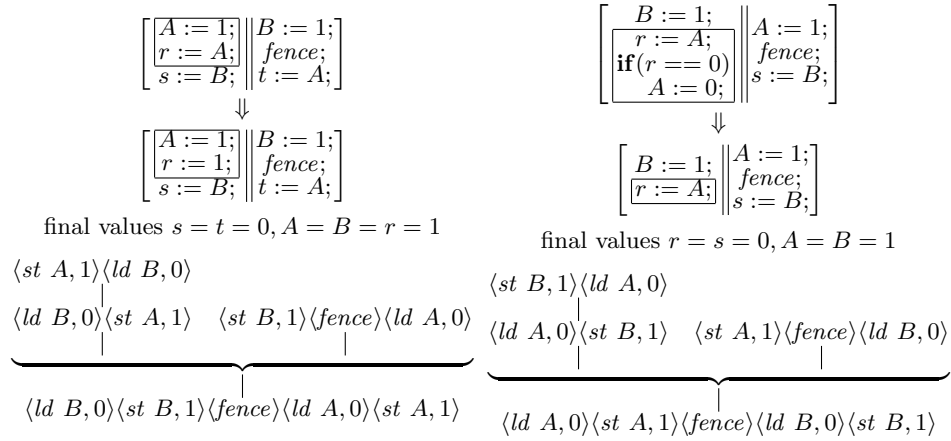 A := 1; B := 1;
r := A; fence;
s := B; t := A;
⇓
A := 1; B := 1;
r := 1; fence;
s := B; t := A;
final values s = t = 0, A = B = r = 1
⟨st A, 1⟩⟨ld B, 0⟩
⟨ld B, 0⟩⟨st A, 1⟩ ⟨st B, 1⟩⟨fence⟩⟨ld A, 0⟩
⟨ld B, 0⟩⟨st B, 1⟩⟨fence⟩⟨ld A, 0⟩⟨st A, 1⟩
B := 1;
r := A;
if(r == 0)
A := 0;
A := 1;
fence;
s := B;
⇓
B := 1;
r := A;
A := 1;
fence;
s := B;
final values r = s = 0, A = B = 1
⟨st B, 1⟩⟨ld A, 0⟩
⟨ld A, 0⟩⟨st B, 1⟩ ⟨st A, 1⟩⟨fence⟩⟨ld B, 0⟩
⟨ld A, 0⟩⟨st A, 1⟩⟨fence⟩⟨ld B, 0⟩⟨st B, 1⟩